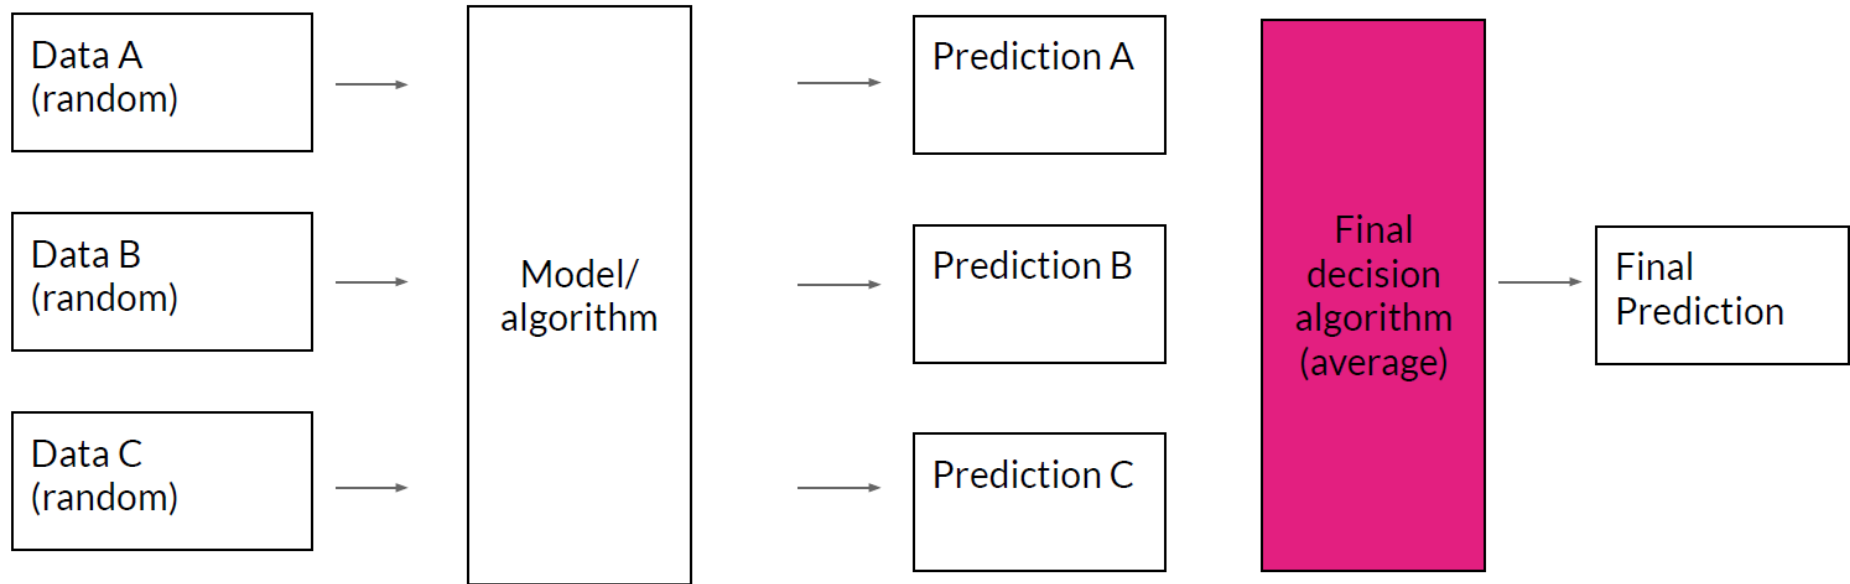 Data A
(random)
Data B
(random)
Data C
(random)
Model/
algorithm
Prediction A
Prediction B
Prediction C
Final
decision
algorithm
(average)
Final
Prediction